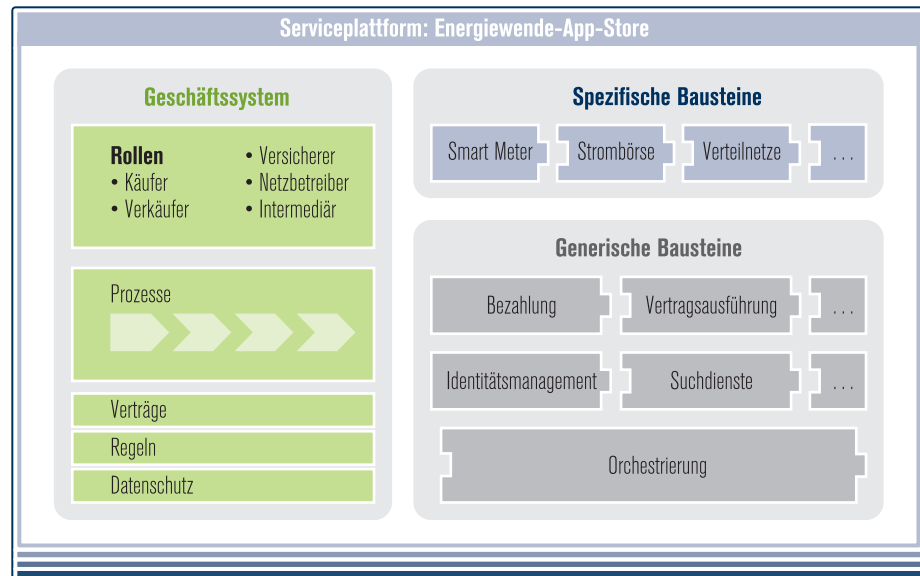 Serviceplattform: Energiewende-App-Store
Geschäftssystem
Rollen
• Käufer
• Verkäufer
• Versicherer
• Netzbetreiber
• Intermediär
Prozesse
Verträge
Regeln
Datenschutz
Spezifische Bausteine
Smart Meter
Strombörse
Verteilnetze
. . .
Generische Bausteine
Bezahlung
Vertragsausführung
. . .
Identitätsmanagement
Suchdienste
. . .
Orchestrierung